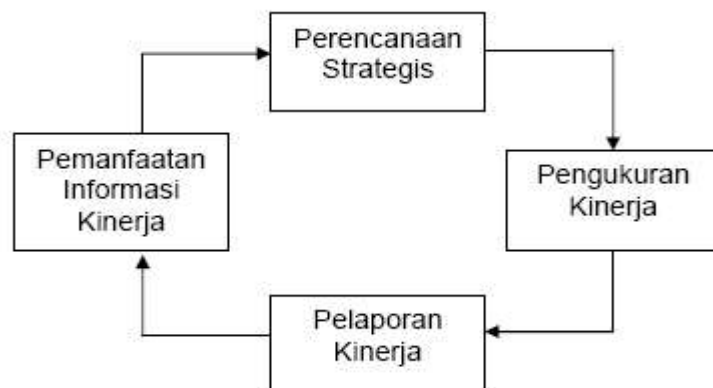 Perencanaan
Strategis
Pengukuran
Kinerja
Pelaporan
Kinerja
Pemanfaatan
Informasi
Kinerja